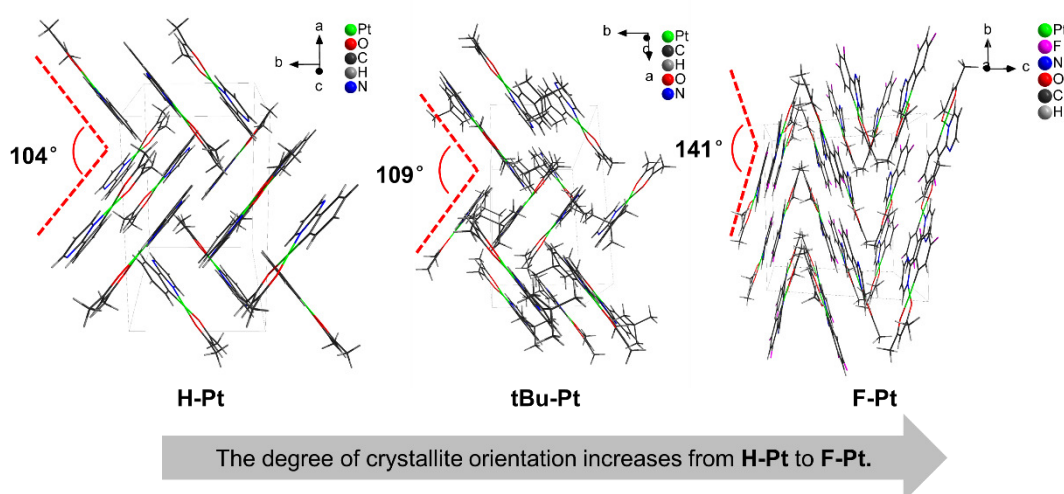 a
b
c
Pt
O
C
H
N
104°
H-Pt
b
c
a
Pt
C
H
O
N
109°
tBu-Pt
b
a
c
Pt
F
N
O
C
H
141°
F-Pt
The degree of crystallite orientation increases from H-Pt to F-Pt.